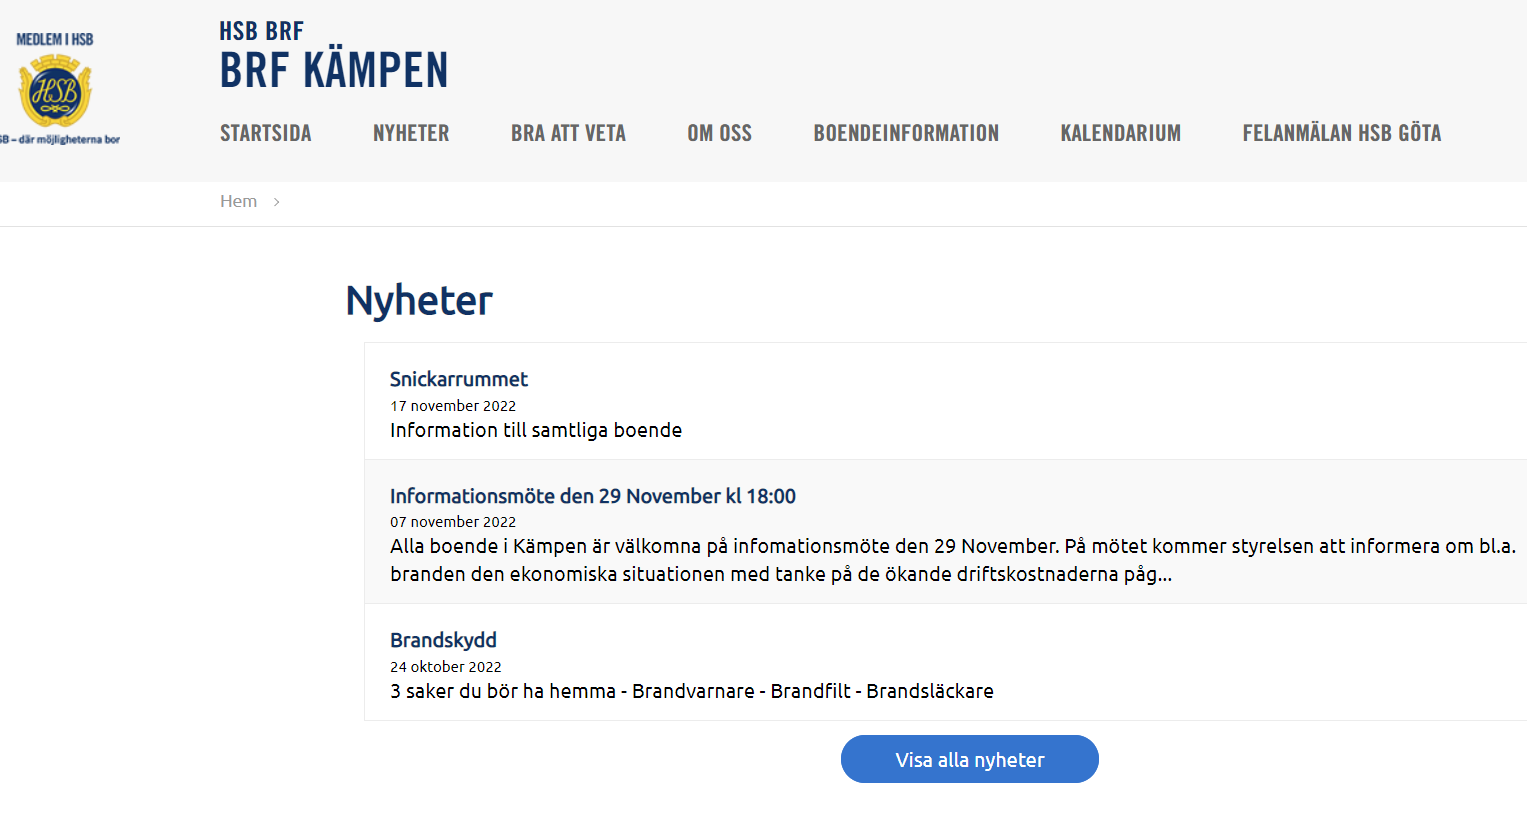 MEDLEM I HSB
HSB
HSB BRF
BRF KÄMPEN
STARTSIDA NYHETER BRA ATT VETA OM OSS BOENDEINFORMATION KALENDARIUM FELANMÄLAN HSB GÖTA
– där möjligheterna bor
Hem >
Nyheter
Snickarrummet
17 november 2022
Information till samtliga boende
Informationsmöte den 29 November kl 18:00
07 november 2022
Alla boende i Kämpen är välkomna på infomationsmöte den 29 November. På mötet kommer styrelsen att informera om bl.a.
branden den ekonomiska situationen med tanke på de ökande driftskostnaderna påg...
Brandskydd
24 oktober 2022
3 saker du bör ha hemma - Brandvarnare - Brandfilt - Brandsläckare
Visa alla nyheter